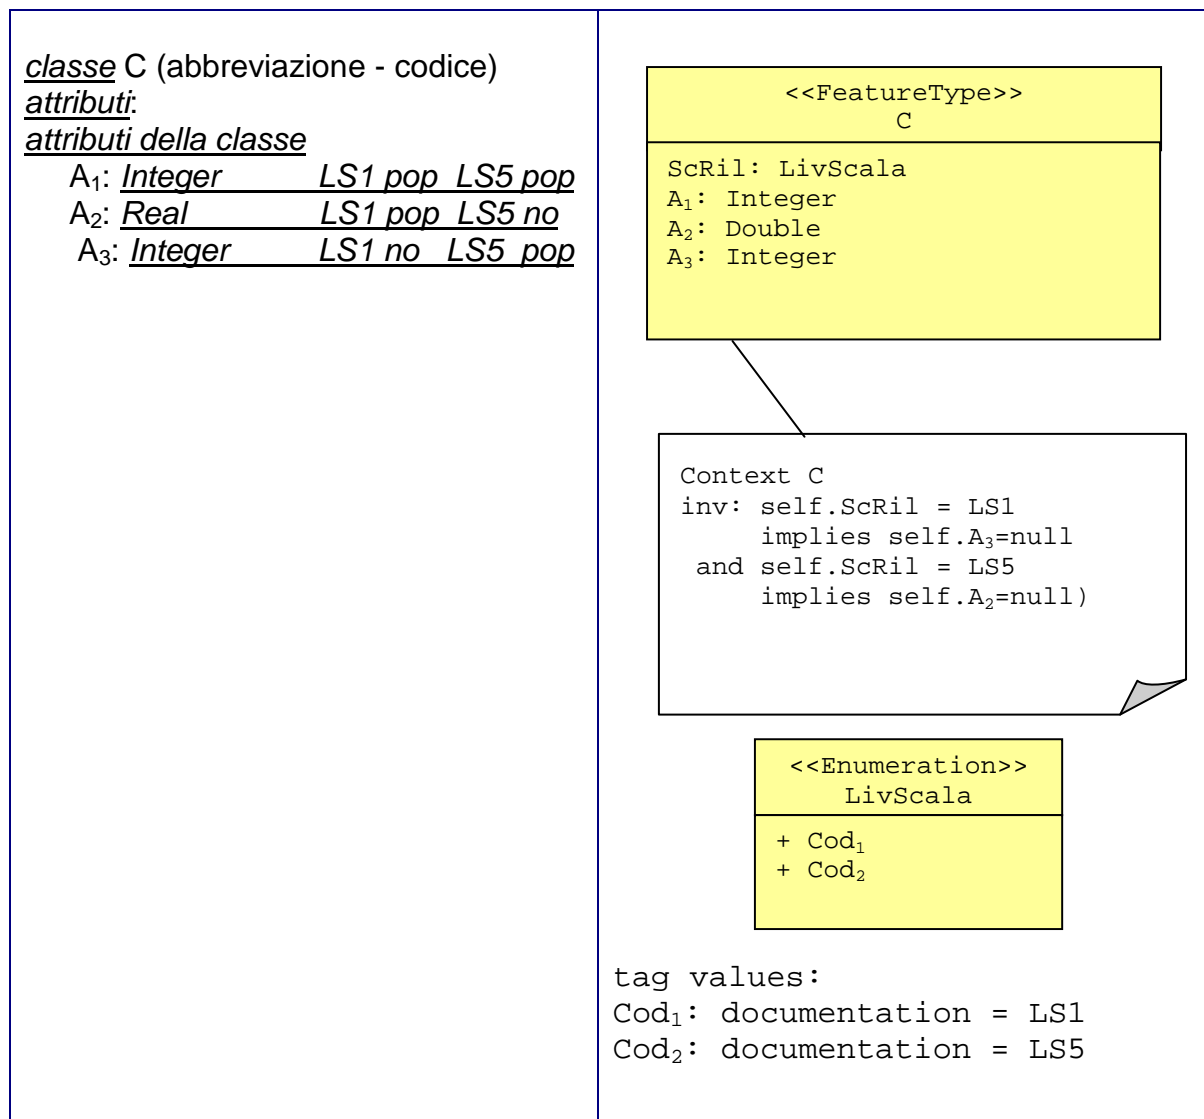 classe C (abbreviazione - codice)
attributi:
attributi della classe
A₁: Integer LS1 pop LS5 pop
A₂: Real LS1 pop LS5 no
A₃: Integer LS1 no LS5 pop
<<FeatureType>>
C
ScRil: LivScala
A₁: Integer
A₂: Double
A₃: Integer
Context C
inv: self.ScRil = LS1
implies self.A₃=null
and self.ScRil = LS5
implies self.A₂=null)
<<Enumeration>>
LivScala
+ Cod₁
+ Cod₂
tag values:
Cod₁: documentation = LS1
Cod₂: documentation = LS5